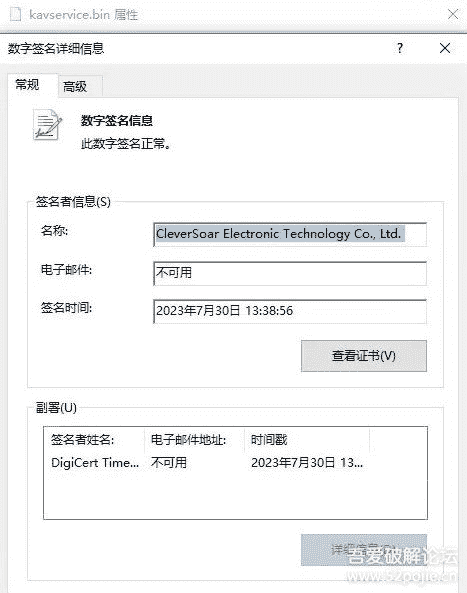 kavservice.bin 属性
数字签名详细信息
?
常规 高级
数字签名信息
此数字签名正常。
签名者信息(S)
名称: CleverSoar Electronic Technology Co., Ltd.
电子邮件: 不可用
签名时间: 2023年7月30日 13:38:56
查看证书(V)
副署(U)
签名者姓名: 电子邮件地址: 时间戳
DigiCert Time... 不可用 2023年7月30日 13...
详细信息(D)
吾爱破解论坛
www.52pojie.cn